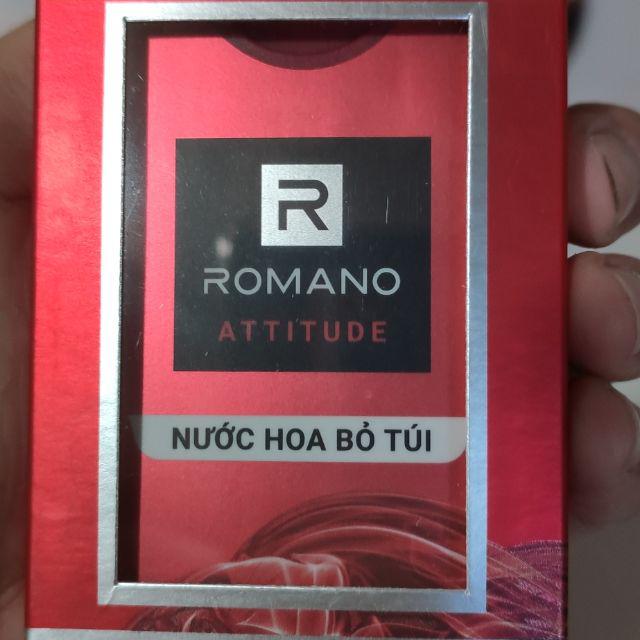 R
ROMANO
ATTITUDE
NƯỚC HOA BỎ TÚI